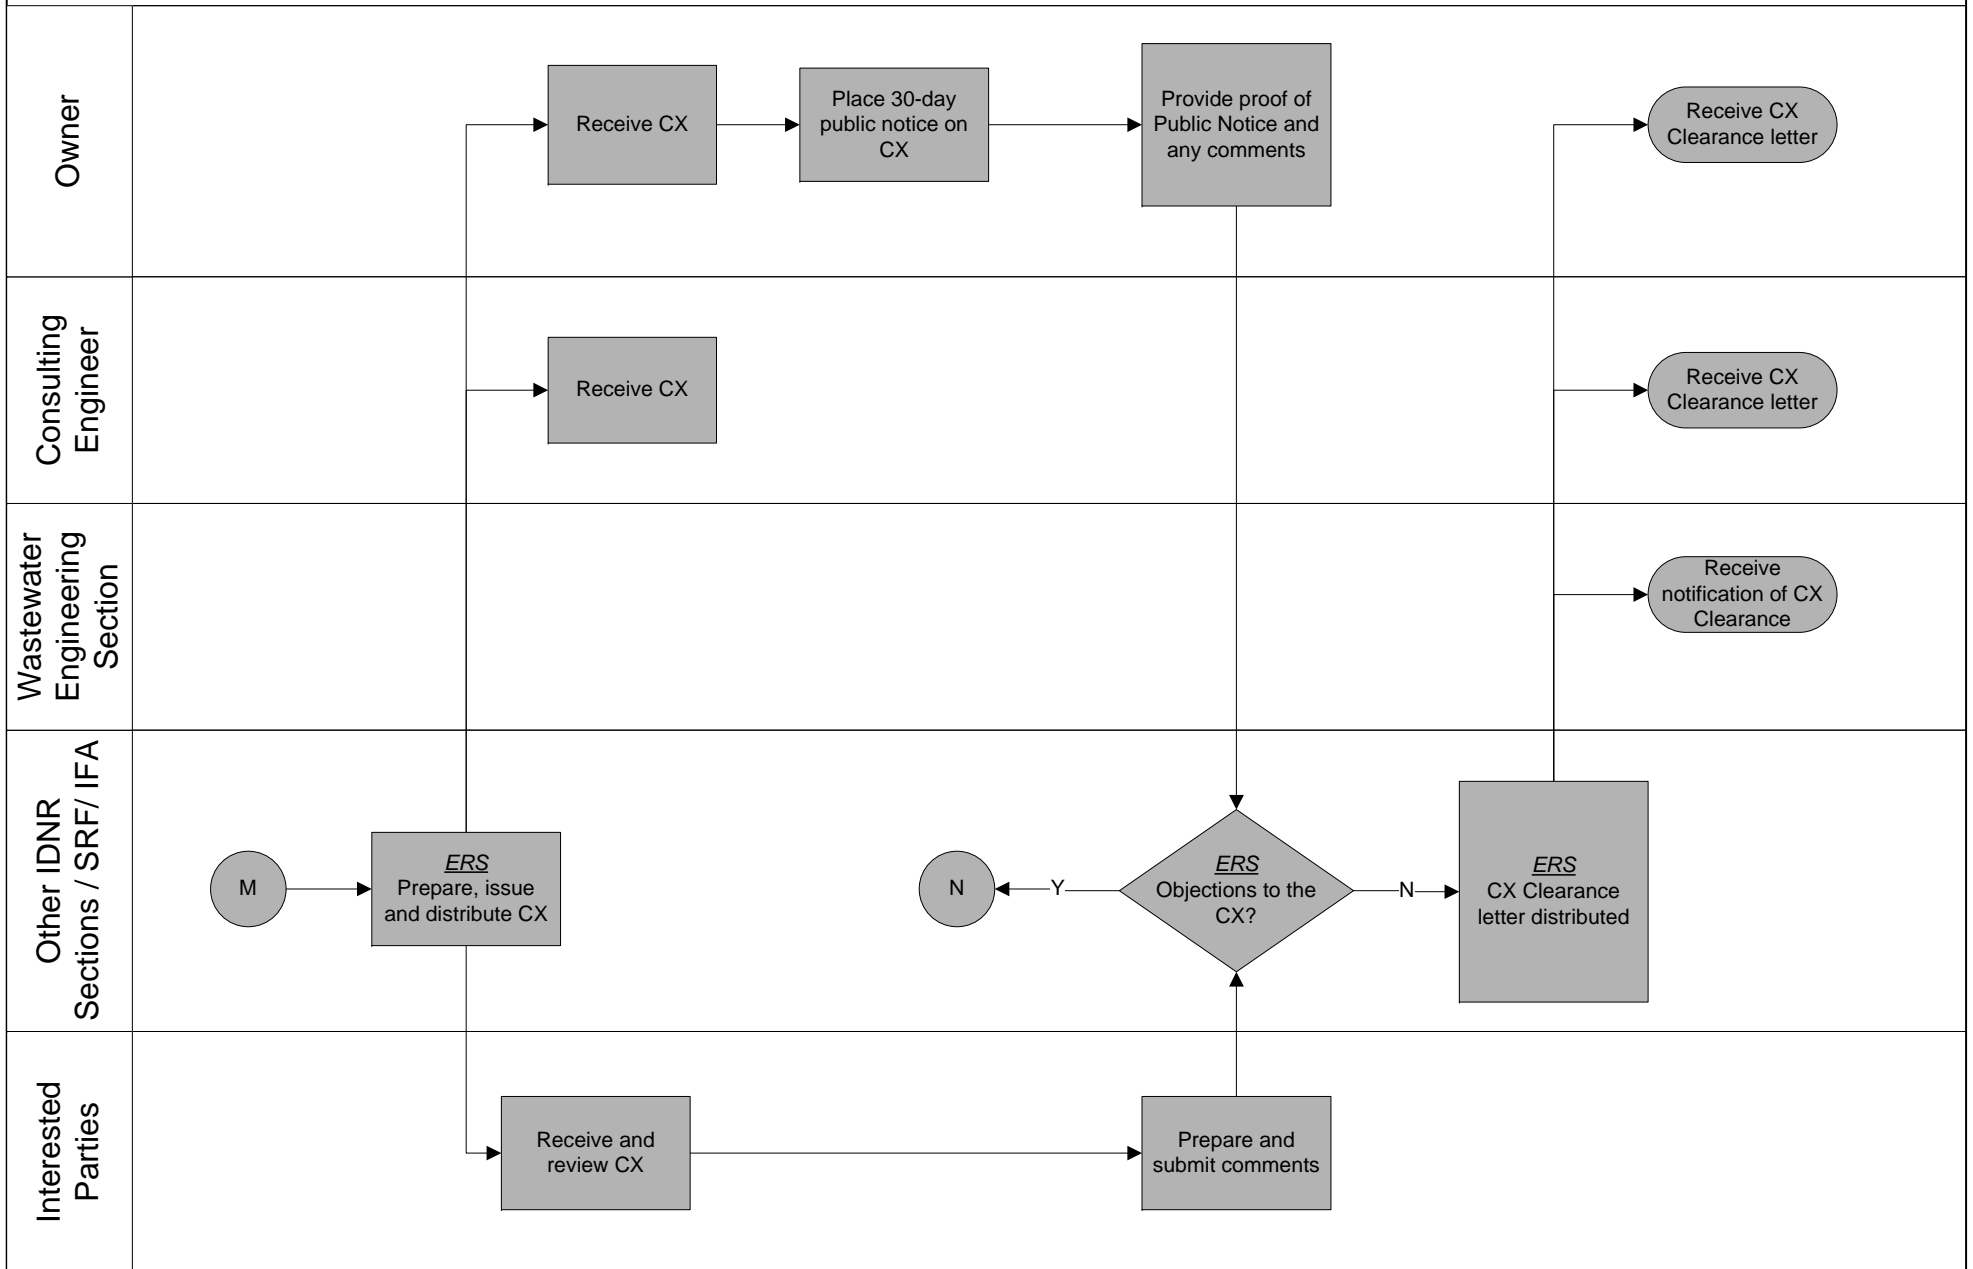 Owner
Receive CX
Place 30-day
public notice on
CX
Provide proof of
Public Notice and
any comments
Receive CX
Clearance letter
Consulting
Engineer
Receive CX
Receive CX
Clearance letter
Wastewater
Engineering
Section
Receive
notification of CX
Clearance
Other IDNR
Sections / SRF/ IFA
M
ERS
Prepare, issue
and distribute CX
N
Y
ERS
Objections to the
CX?
N
ERS
CX Clearance
letter distributed
Interested
Parties
Receive and
review CX
Prepare and
submit comments